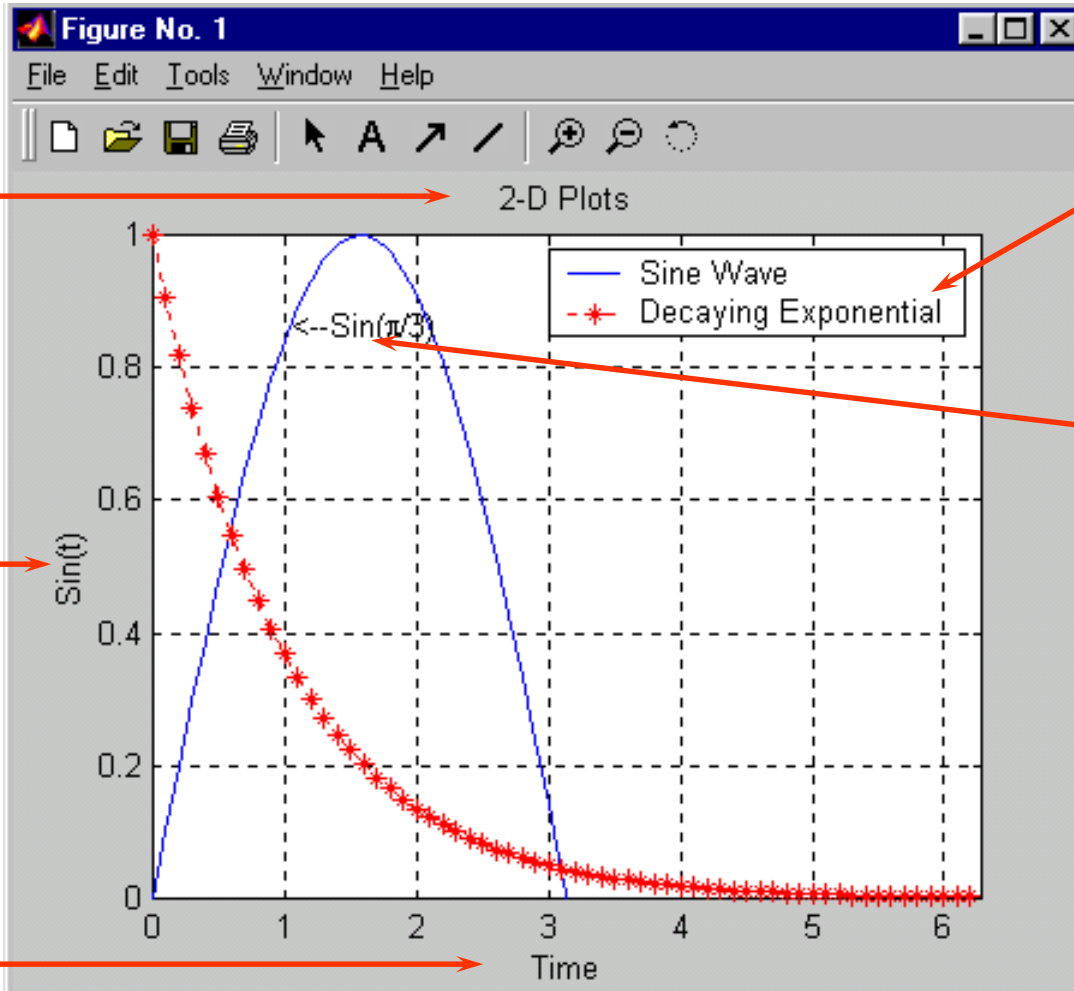 Figure No. 1
File Edit Tools Window Help
A
2-D Plots
Sine Wave
Decaying Exponential
<--Sin(π/3)
Sin(t)
1
0.8
0.6
0.4
0.2
0
0 1 2 3 4 5 6
Time